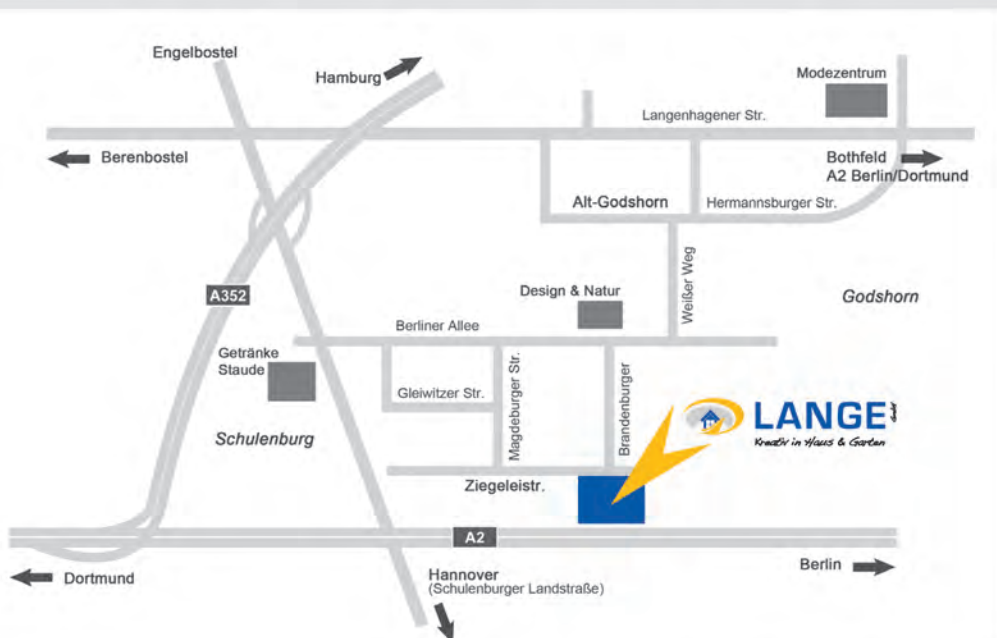 Engelbostel
Hamburg
Modezentrum
Langenhagener Str.
Berenbostel
Bothfeld
A2 Berlin/Dortmund
Alt-Godshorn
Hermannsburger Str.
Weißer Weg
A352
Design & Natur
Godshorn
Berliner Allee
Getränke
Staude
Gleiwitzer Str.
Magdeburger Str.
Brandenburger
LANGE
Kreativ in Haus & Garten
Schulenburg
Ziegeleistr.
A2
Dortmund
Hannover
(Schulenburger Landstraße)
Berlin